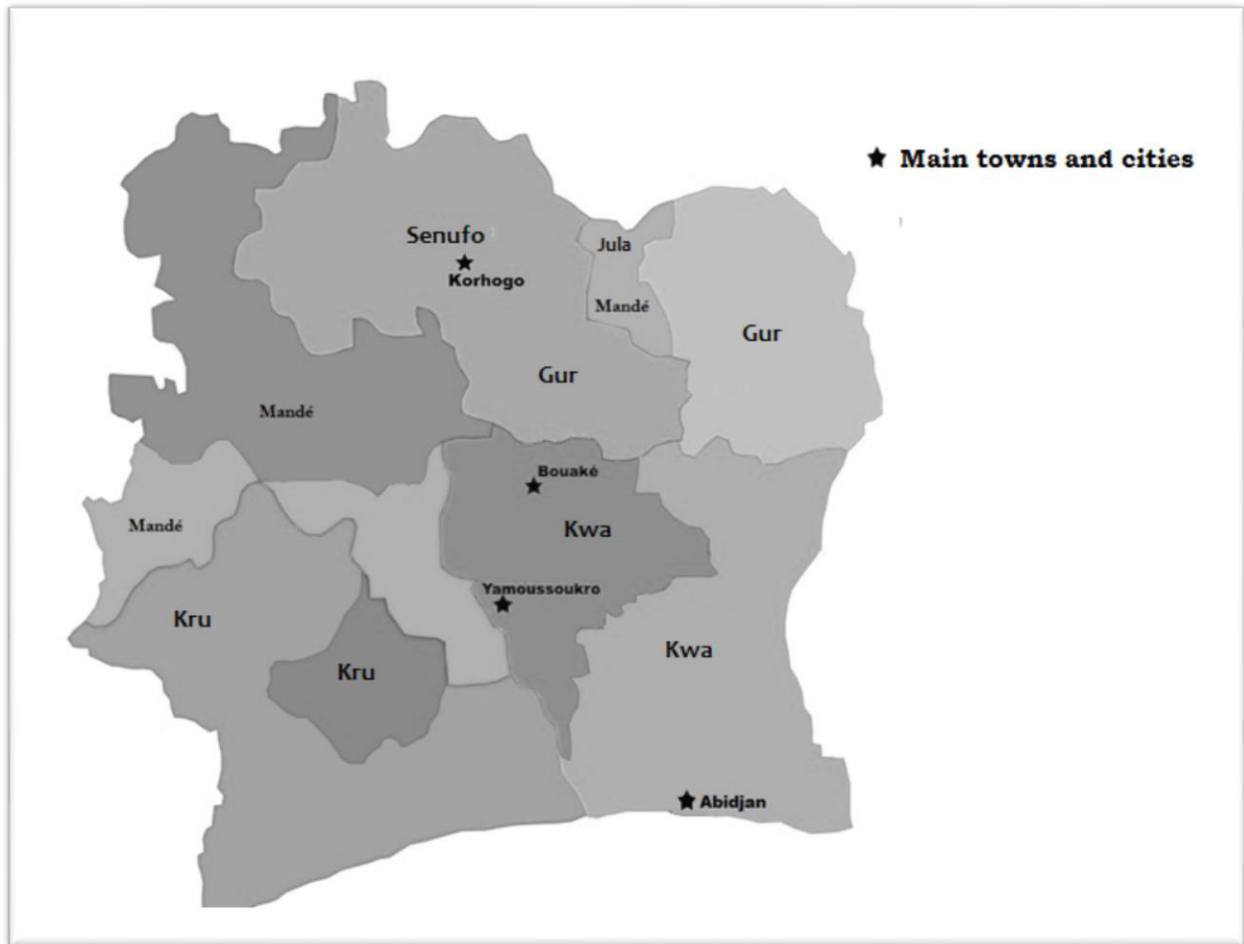 ★ Main towns and cities
Senufo
Korhogo
Jula
Mandé
Gur
Gur
Mandé
Bouaké
Kwa
Mandé
Yamoussoukro
Kru
Kwa
Kru
Abidjan